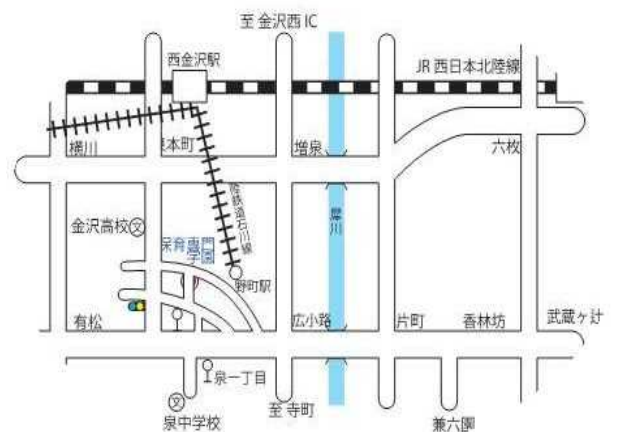 至 金沢西 IC
西金沢駅
JR 西日本北陸線
横川
本町
増泉
六枚
陸鉄道石川線
犀川
金沢高校
文
保育専門
学園
野町駅
有松
広小路
片町
香林坊
武蔵ヶ辻
泉一丁目
文
泉中学校
至 寺町
兼六園